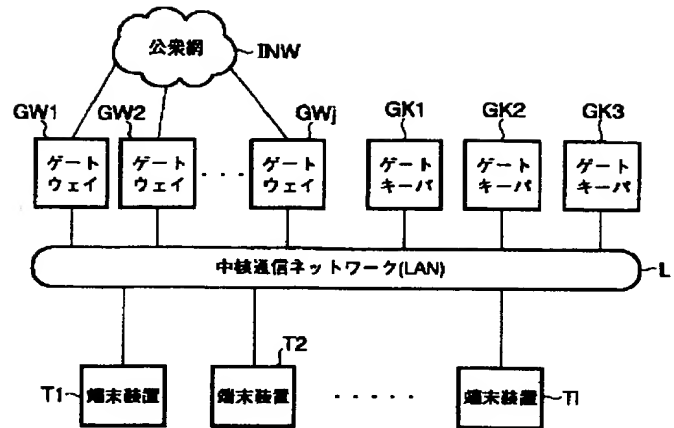 公衆網
INW
GW1
GW2
GWj
GK1
GK2
GK3
ゲート
ウェイ
ゲート
ウェイ
ゲート
ウェイ
ゲート
キーパ
ゲート
キーパ
ゲート
キーパ
中核通信ネットワーク(LAN)
L
T1
端末装置
T2
端末装置
端末装置
Ti